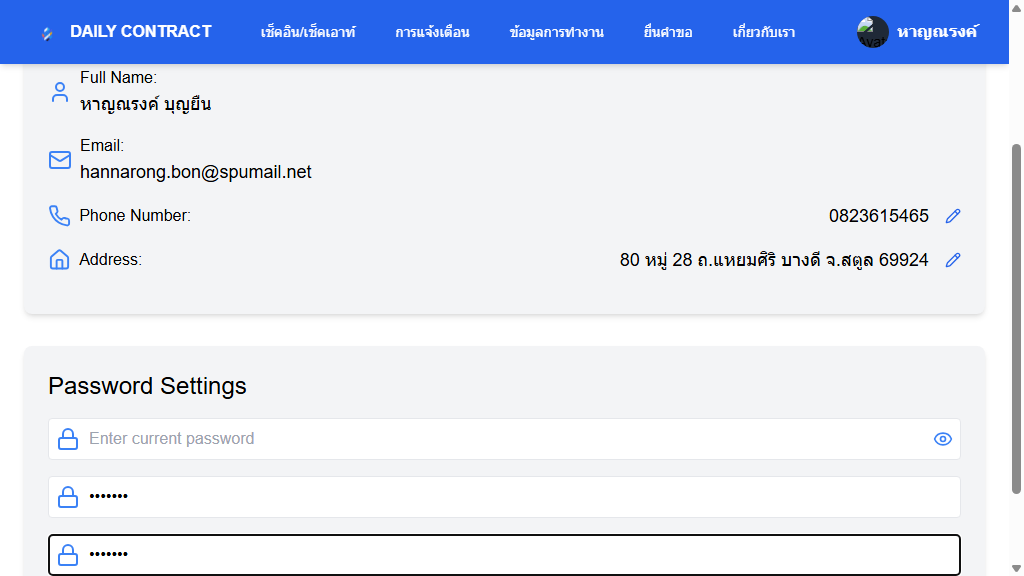 DAILY CONTRACT
เช็คอิน/เช็คเอาท์
การแจ้งเตือน
ข้อมูลการทำงาน
ยื่นคำขอ
เกี่ยวกับเรา
หาญณรงค์
Full Name:
หาญณรงค์ บุญยืน
Email:
hannarong.bon@spumail.net
Phone Number:
0823615465
Address:
80 หมู่ 28 ถ.แหยมศิริ บางดี จ.สตูล 69924
Password Settings
Enter current password
•••••••
•••••••